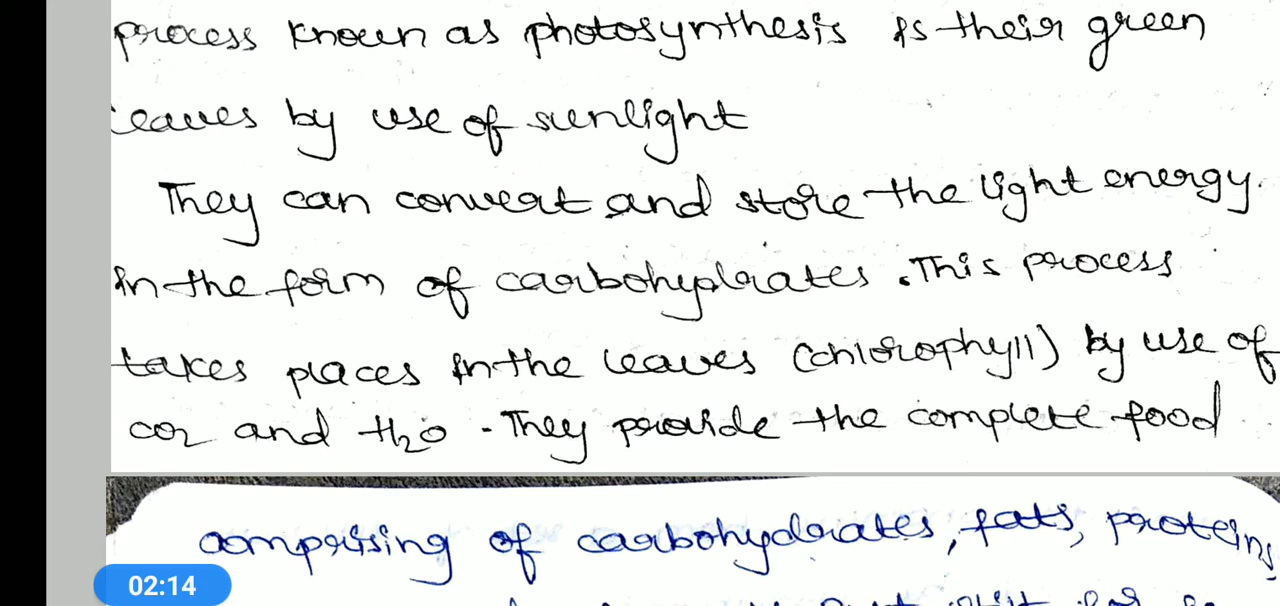 process known as photosynthesis is their green
leaves by use of sunlight
They can convert and store the light energy.
in the form of carbohydrates. This process
takes places in the leaves (chlorophyll) by use of
co2 and H2o. They provide the complete food
comprising of carbohydrates, fats, proteins,
02:14